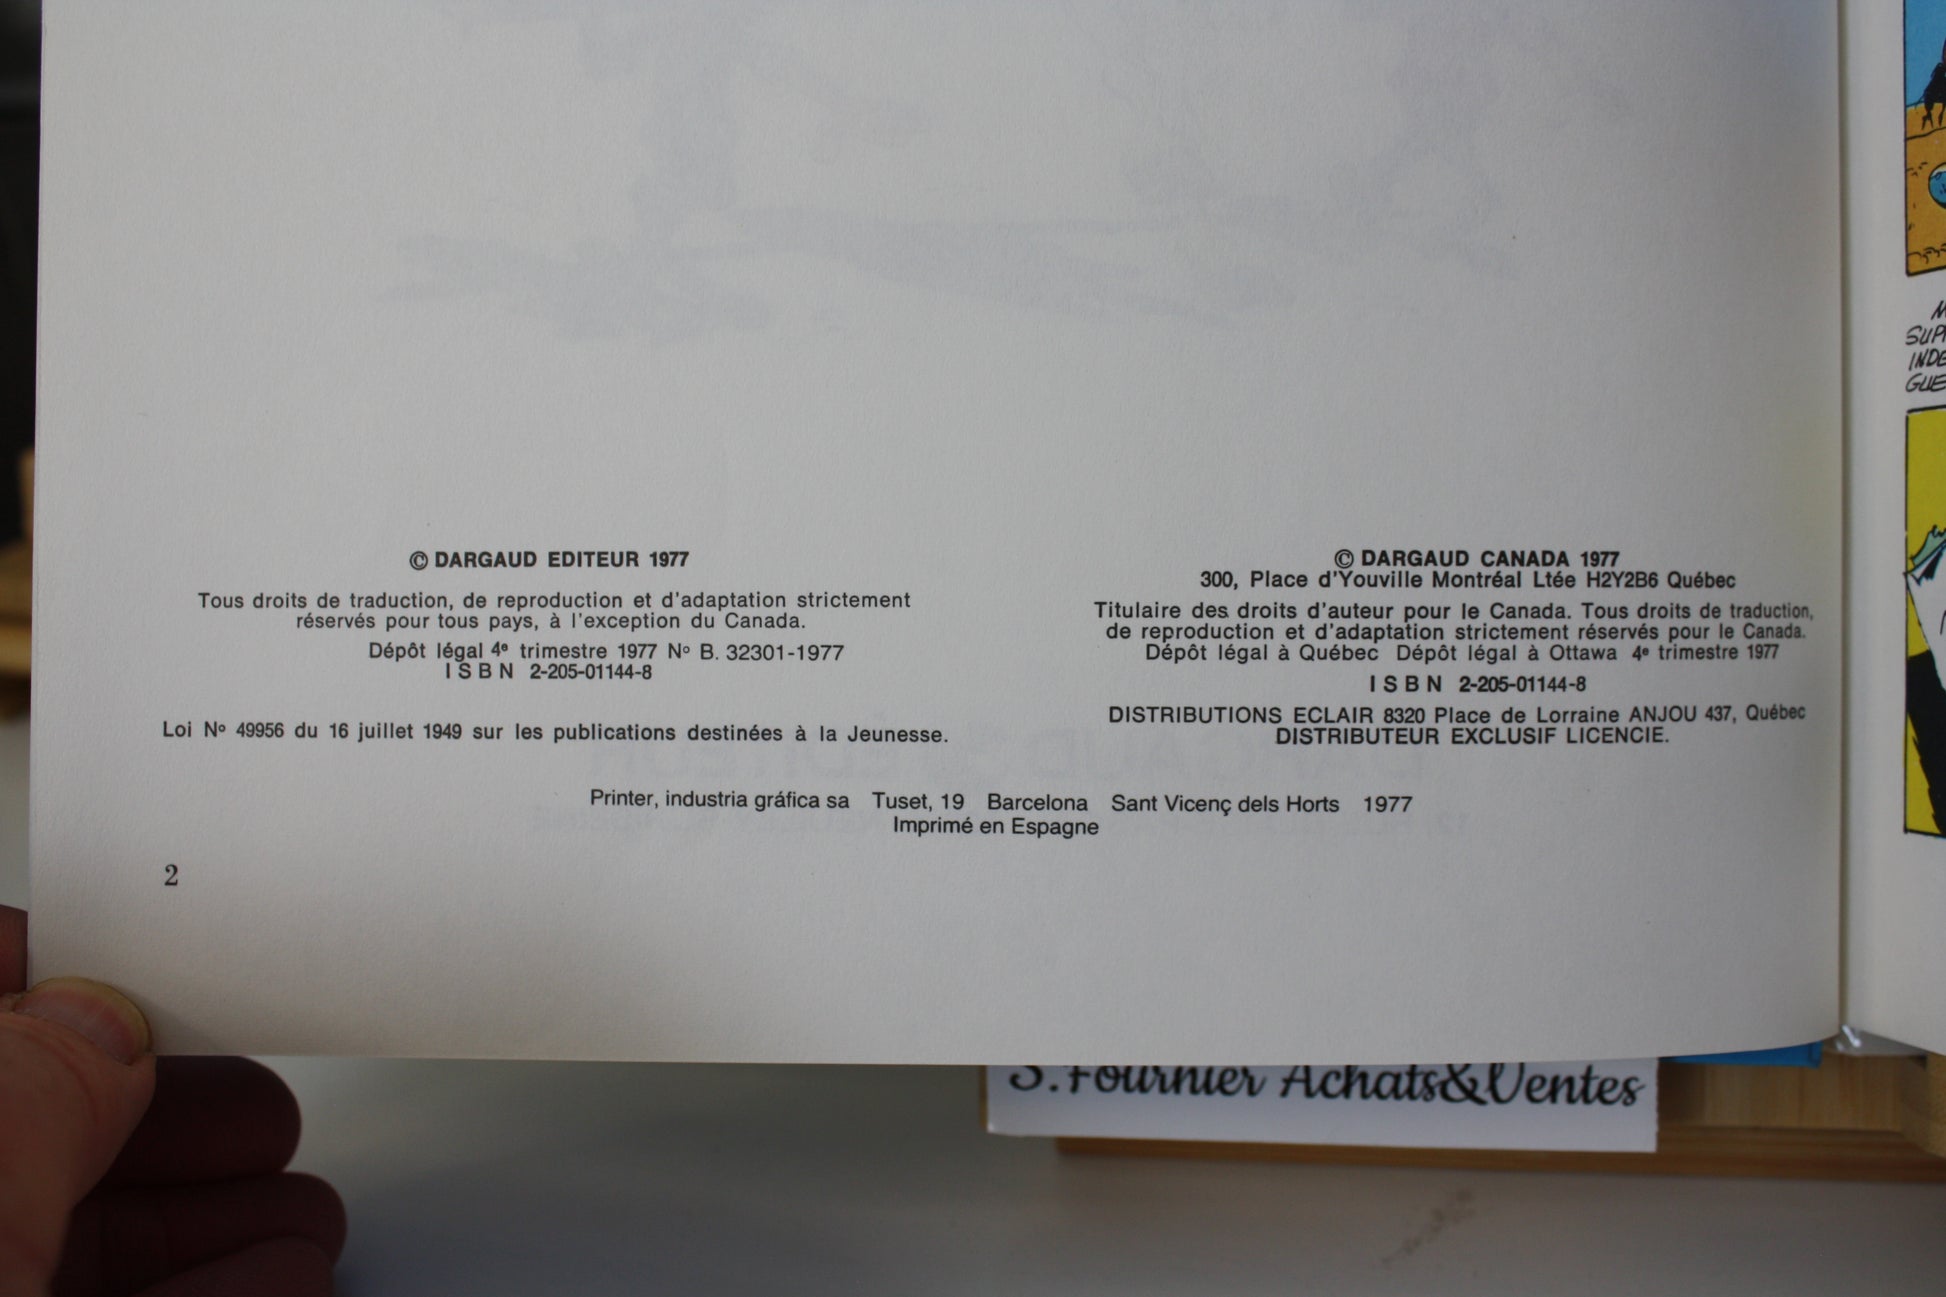 © DARGAUD EDITEUR 1977
Tous droits de traduction, de reproduction et d'adaptation strictement
réservés pour tous pays, à l'exception du Canada.
Dépôt légal 4e trimestre 1977 No B. 32301-1977
ISBN 2-205-01144-8
Loi No 49956 du 16 juillet 1949 sur les publications destinées à la Jeunesse.
© DARGAUD CANADA 1977
300, Place d'Youville Montréal Ltée H2Y2B6 Québec
Titulaire des droits d'auteur pour le Canada. Tous droits de traduction,
de reproduction et d'adaptation strictement réservés pour le Canada.
Dépôt légal à Québec Dépôt légal à Ottawa 4e trimestre 1977
ISBN 2-205-01144-8
DISTRIBUTIONS ECLAIR 8320 Place de Lorraine ANJOU 437, Québec
DISTRIBUTEUR EXCLUSIF LICENCIE.
Printer, industria gráfica sa Tuset, 19 Barcelona Sant Vicenç dels Horts 1977
Imprimé en Espagne
2
S. Fournier Achats&Ventes